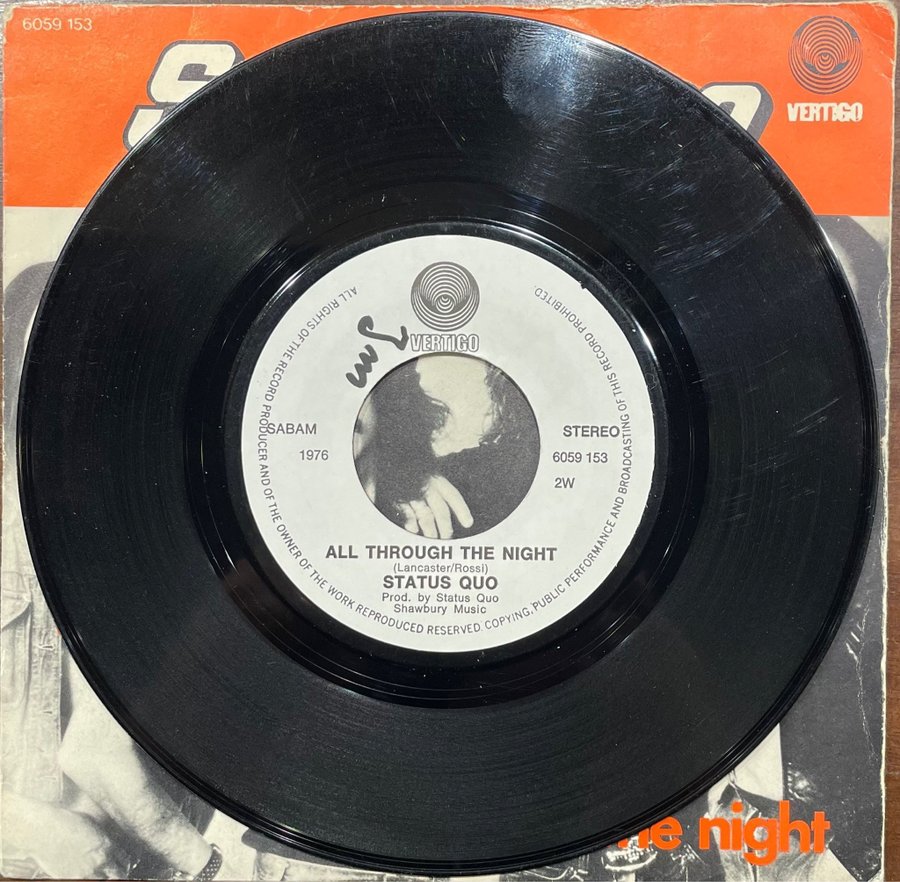 6059 153
VERTIGO
VERTIGO
ALL RIGHTS OF THE RECORD PRODUCER AND OF THE OWNER OF THE WORK REPRODUCED RESERVED. COPYING, PUBLIC PERFORMANCE AND BROADCASTING OF THIS RECORD PROHIBITED.
SABAM
STEREO
1976
6059 153
2W
ALL THROUGH THE NIGHT
(Lancaster/Rossi)
STATUS QUO
Prod. by Status Quo
Shawbury Music
night